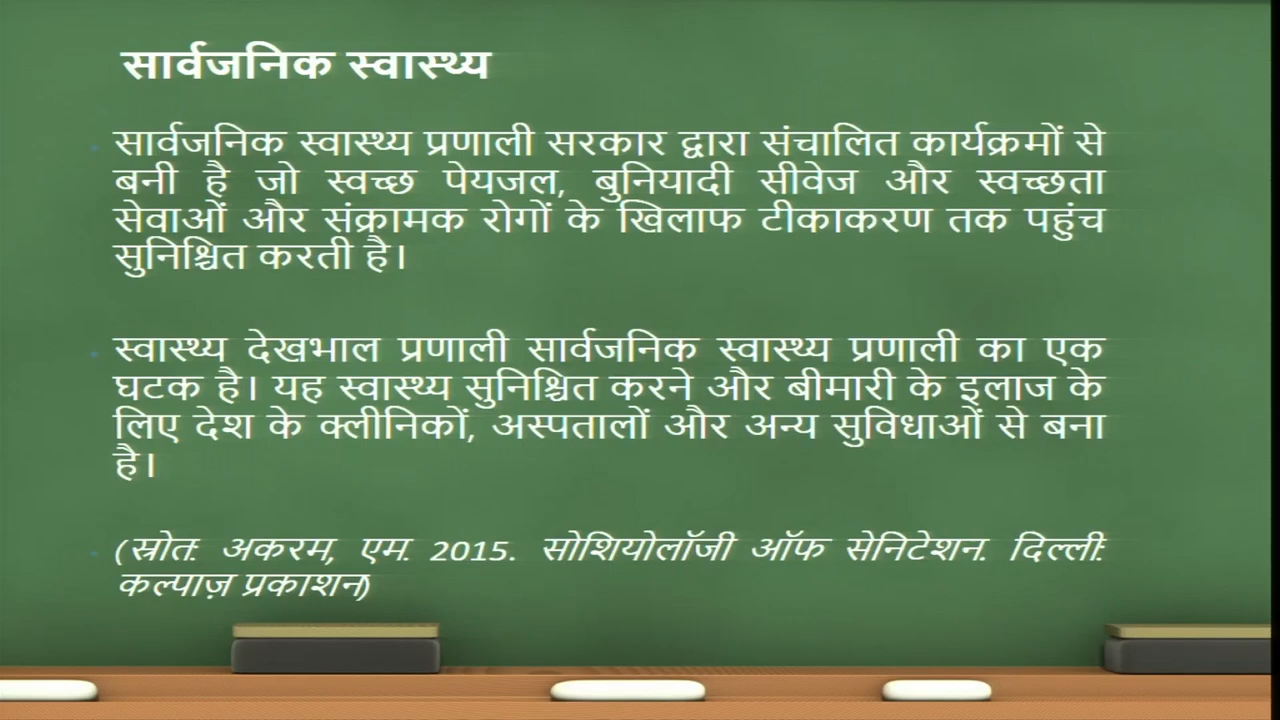 सार्वजनिक स्वास्थ्य
सार्वजनिक स्वास्थ्य प्रणाली सरकार द्वारा संचालित कार्यक्रमों से
बनी है जो स्वच्छ पेयजल, बुनियादी सीवेज और स्वच्छता
सेवाओं और संक्रामक रोगों के खिलाफ टीकाकरण तक पहुंच
सुनिश्चित करती है।
स्वास्थ्य देखभाल प्रणाली सार्वजनिक स्वास्थ्य प्रणाली का एक
घटक है। यह स्वास्थ्य सुनिश्चित करने और बीमारी के इलाज के
लिए देश के क्लीनिकों, अस्पतालों और अन्य सुविधाओं से बना
है।
(स्रोत: अकरम, एम. 2015. सोशियोलॉजी ऑफ सेनिटेशन. दिल्ली:
कल्पाज़ प्रकाशन)